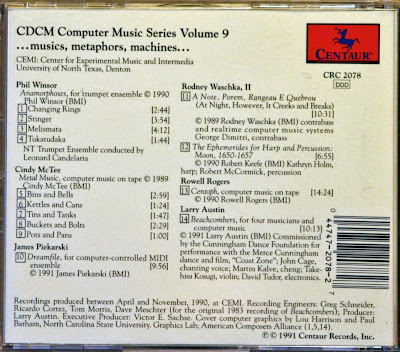 CDCM Computer Music Series Volume 9
...musics, metaphors, machines...
CEMI: Center for Experimental Music and Intermedia
University of North Texas, Denton
CENTAUR
CRC 2078
DDD
Phil Winsor
Anamorphoses, for trumpet ensemble © 1990
Phil Winsor (BMI)
1 Changing Rings [2:44]
2 Stinger [3:54]
3 Melismata [4:12]
4 Tokatudaka [1:44]
NT Trumpet Ensemble conducted by
Leonard Candelaria
Cindy McTee
Metal Music, computer music on tape © 1989
Cindy McTee (BMI)
5 Bins and Bells [2:59]
6 Kettles and Cans [1:24]
7 Tins and Tanks [1:47]
8 Buckets and Bolts [2:29]
9 Pots and Pans [1:00]
James Piekarski
10 Dreamfile, for computer-controlled MIDI
ensemble [9:56]
© 1991 James Piekarski (BMI)
Rodney Waschka, II
11 A Note, Porem, Rangeau E Quebrou
(At Night, However, It Creeks and Breaks)
[10:31]
© 1989 Rodney Waschka (BMI) contrabass
and realtime computer music systems
George Dimitri, contrabass
12 The Ephemerides for Harp and Percussion:
Moon, 1650-1657 [6:55]
© 1990 Robert Keefe (BMI) Kathryn Holm,
harp; Robert McCormick, percussion
Rowell Rogers
13 Centaph, computer music on tape [14:24]
© 1990 Rowell Rogers (BMI)
Larry Austin
14 Beachcombers, for four musicians and
computer music [10:13]
© 1991 Larry Austin (BMI) Commissioned
by the Cunningham Dance Foundation for
performance with the Merce Cunningham
dance and film, "Coast Zone"; John Cage,
chanting voice; Martin Kalve, cheng; Take-
hisa Kosugi, violin; David Tudor, electronics.
0 44747-2078-2 7
Recordings produced between April and November, 1990, at CEMI. Recording Engineers: Greg Schneider,
Ricardo Cortez, Tom Morris, Dave Meschter (for the original 1983 recording of Beachcombers); Producer:
Larry Austin. Executive Producer: Victor E. Sachse. Cover computer graphics by Lou Harrison and Paul
Barham, North Carolina State University. Graphics Lab; American Composers Alliance (1,5,14).
℗ © 1991 Centaur Records, Inc.